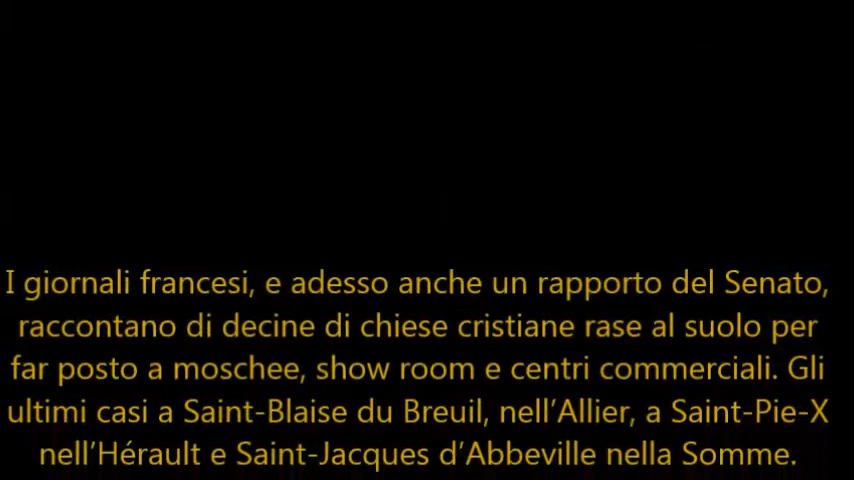 I giornali francesi, e adesso anche un rapporto del Senato,
raccontano di decine di chiese cristiane rase al suolo per
far posto a moschee, show room e centri commerciali. Gli
ultimi casi a Saint-Blaise du Breuil, nell’Allier, a Saint-Pie-X
nell’Hérault e Saint-Jacques d’Abbeville nella Somme.